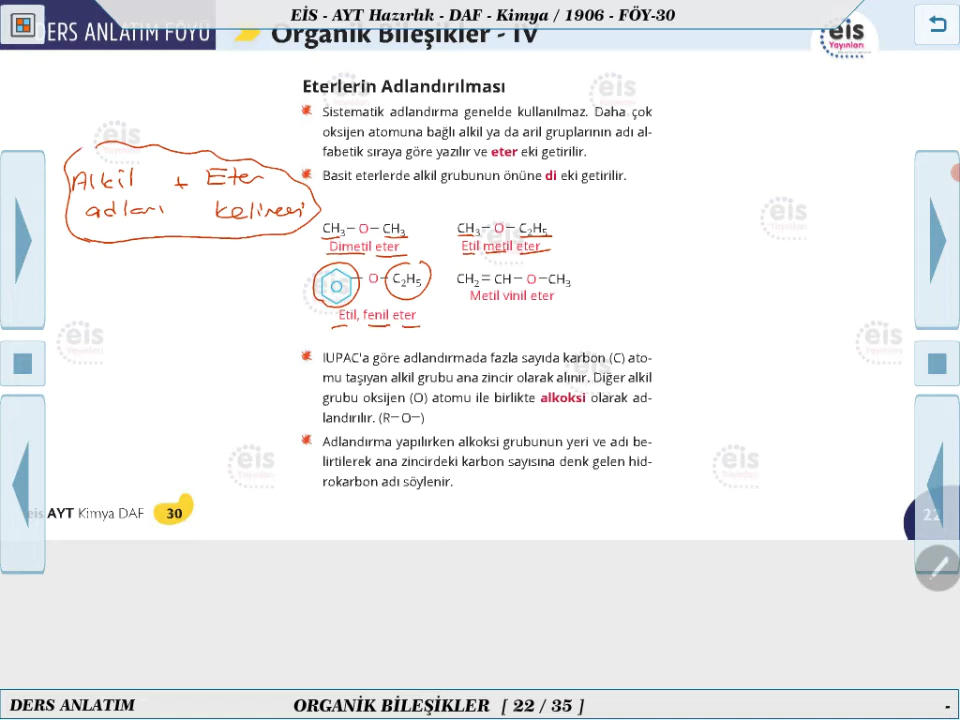 EİS - AYT Hazırlık - DAF - Kimya / 1906 - FÖY-30
DERS ANLATIM FÖYÜ
Organik Bileşikler - IV
eis
Yayınları
Eterlerin Adlandırılması
Sistematik adlandırma genelde kullanılmaz. Daha çok
oksijen atomuna bağlı alkil ya da aril gruplarının adı al-
fabetik sıraya göre yazılır ve eter eki getirilir.
Basit eterlerde alkil grubunun önüne di eki getirilir.
Alkil + Eter
adları kelimesi
CH3 – O – CH3
Dimetil eter
CH3 – O – C2H5
Etil metil eter
– O – C2H5
Etil, fenil eter
CH2 = CH – O – CH3
Metil vinil eter
IUPAC'a göre adlandırmada fazla sayıda karbon (C) ato-
mu taşıyan alkil grubu ana zincir olarak alınır. Diğer alkil
grubu oksijen (O) atomu ile birlikte alkoksi olarak ad-
landırılır. (R – O –)
Adlandırma yapılırken alkoksi grubunun yeri ve adı be-
lirtilerek ana zincirdeki karbon sayısına denk gelen hid-
rokarbon adı söylenir.
eis AYT Kimya DAF 30
22
DERS ANLATIM
ORGANİK BİLEŞİKLER [ 22 / 35 ]
-